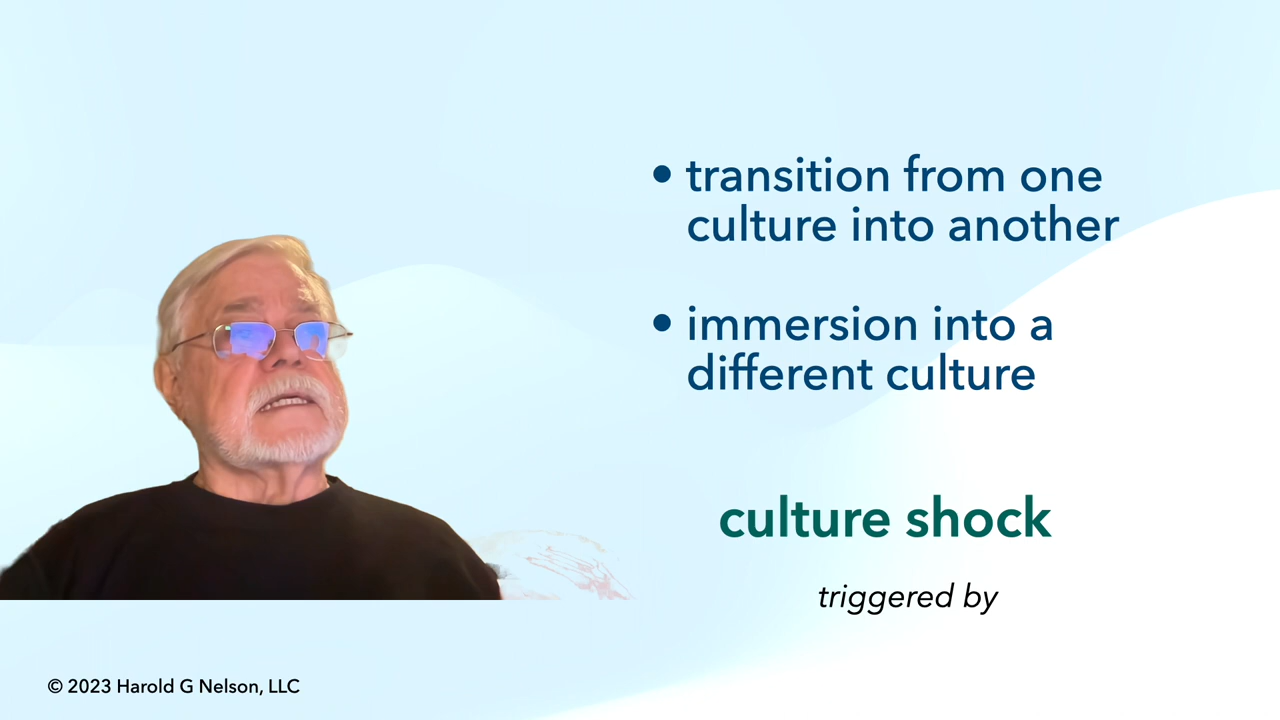 • transition from one
culture into another
• immersion into a
different culture
culture shock
triggered by
© 2023 Harold G Nelson, LLC